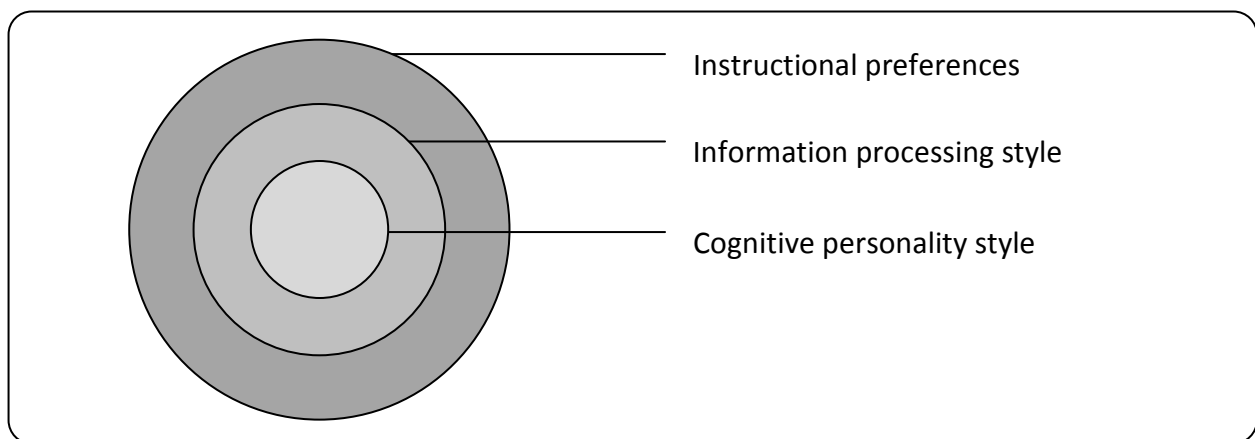 Instructional preferences
Information processing style
Cognitive personality style